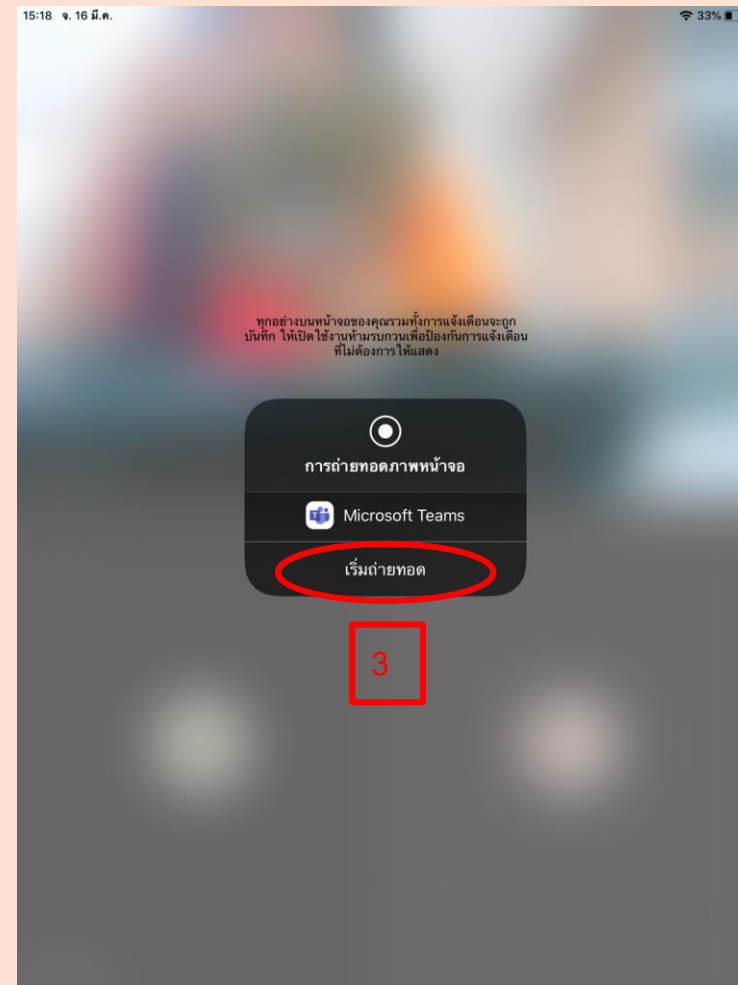 15:18 จ. 16 มี.ค. 33%
ทุกอย่างบนหน้าจอของคุณรวมทั้งการแจ้งเตือนจะถูก
บันทึก ให้เปิดใช้งานห้ามรบกวนเพื่อป้องกันการแจ้งเตือน
ที่ไม่ต้องการให้แสดง
การถ่ายทอดภาพหน้าจอ
Microsoft Teams
เริ่มถ่ายทอด
3